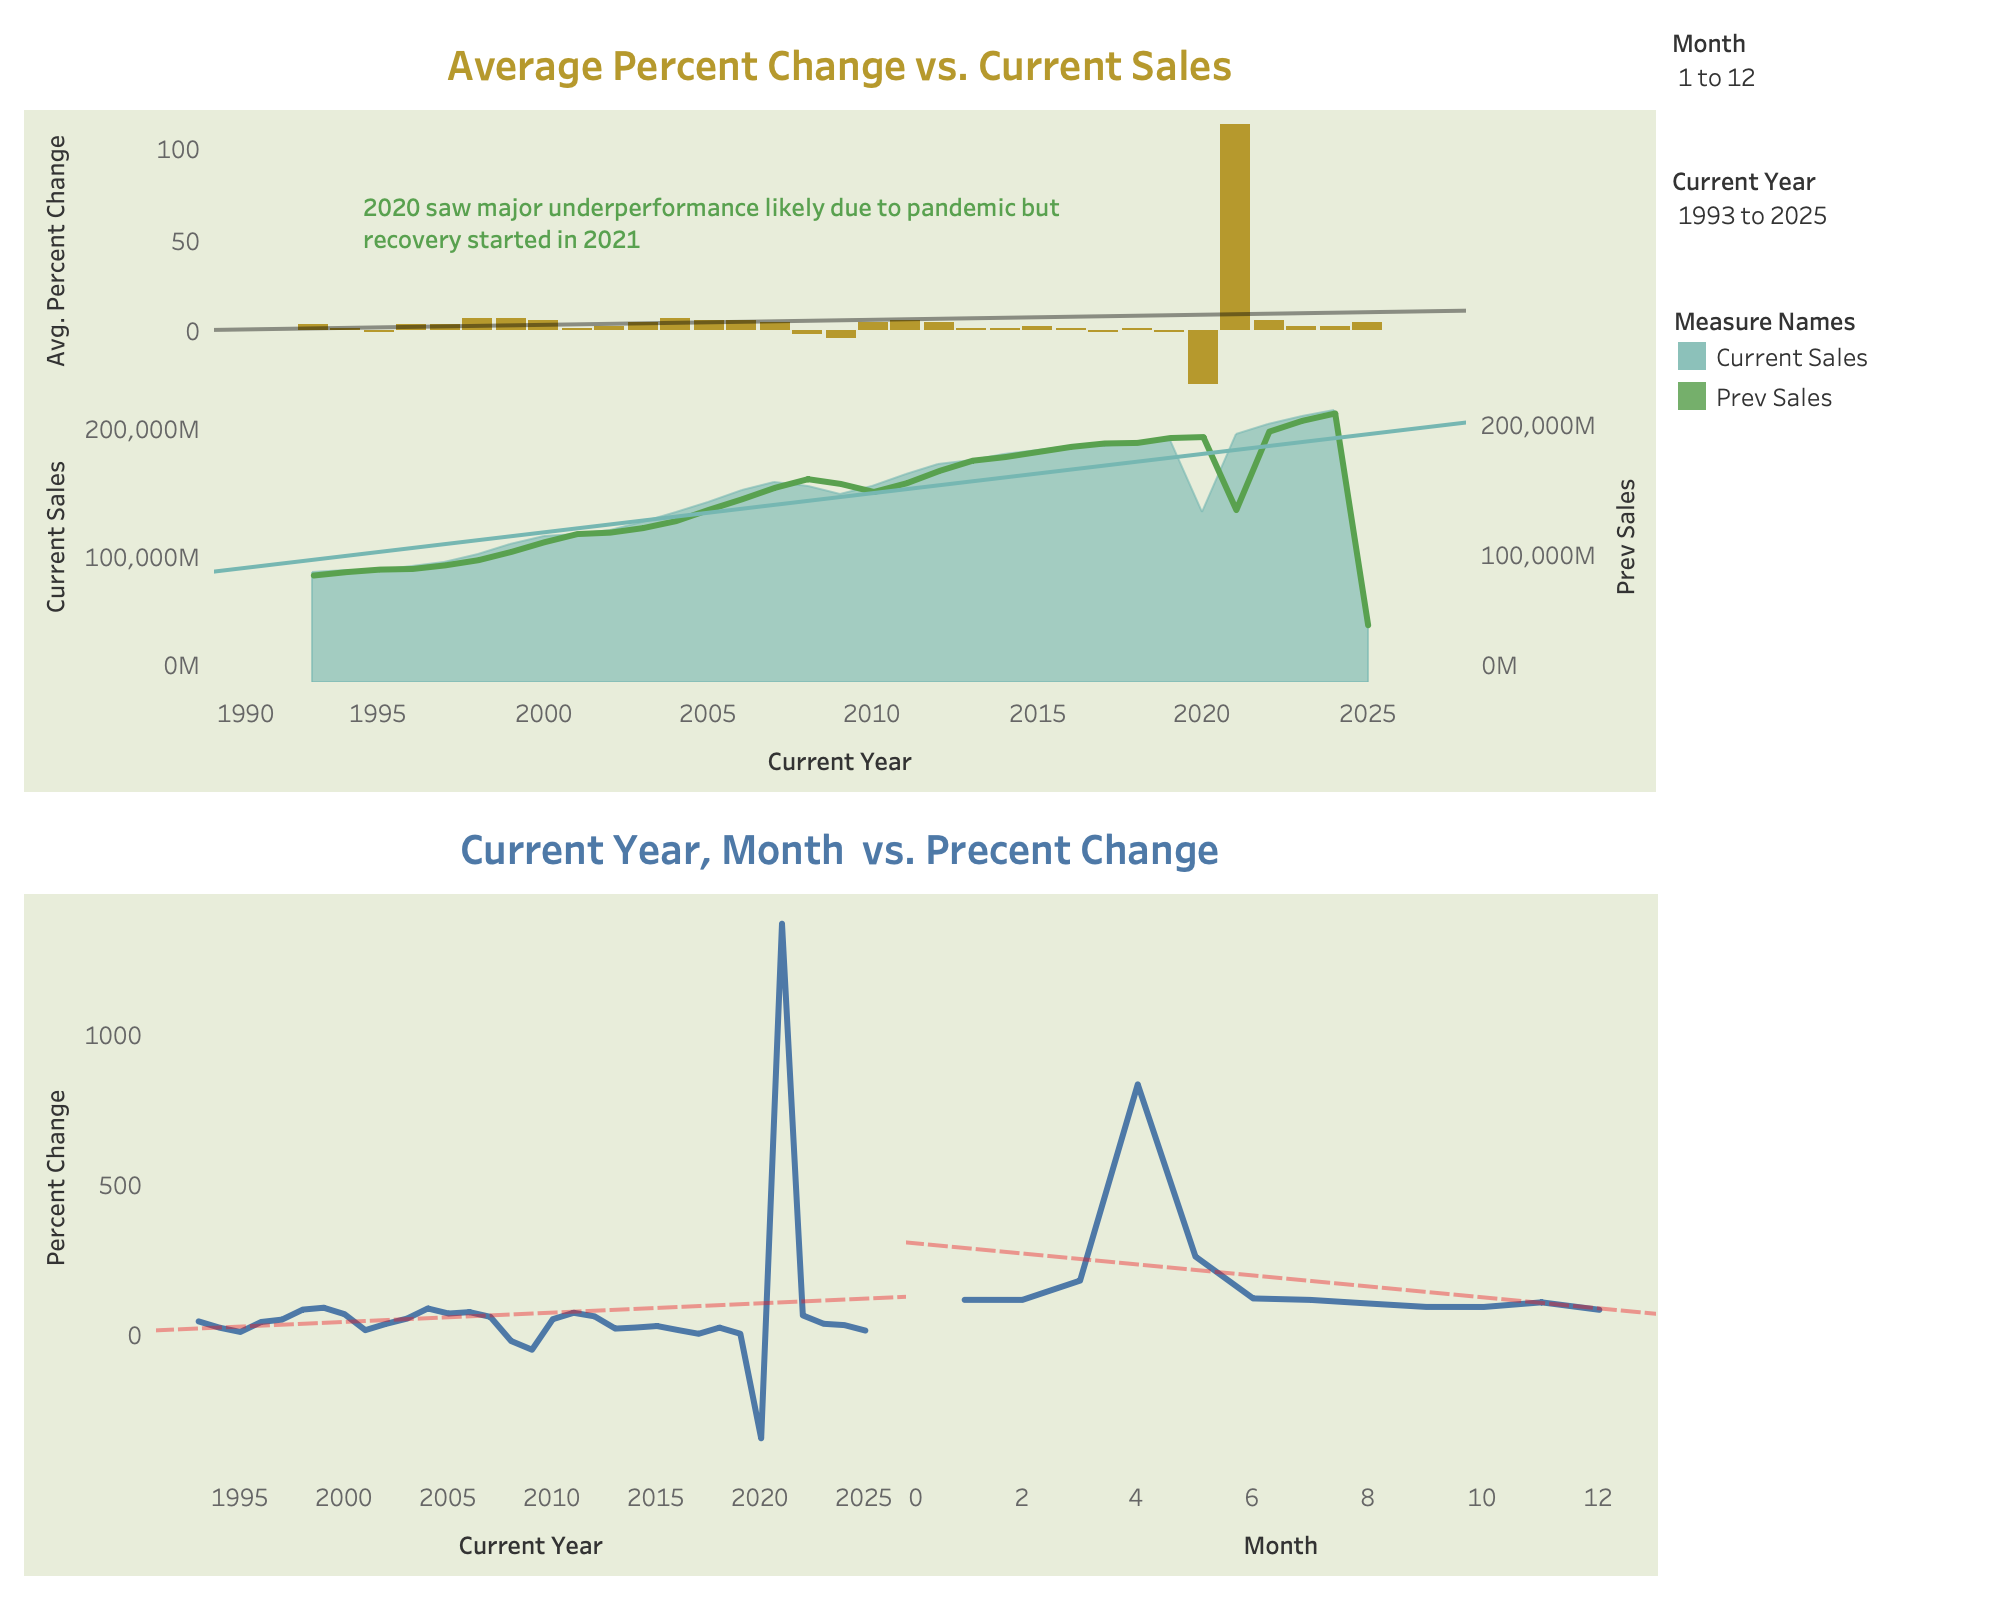 Average Percent Change vs. Current Sales
Month
1 to 12
Current Year
1993 to 2025
Measure Names
Current Sales
Prev Sales
Avg. Percent Change
100
50
0
2020 saw major underperformance likely due to pandemic but
recovery started in 2021
Current Sales
200,000M
100,000M
0M
200,000M
100,000M
0M
Prev Sales
1990 1995 2000 2005 2010 2015 2020 2025
Current Year
Current Year, Month vs. Precent Change
Percent Change
1000
500
0
1995 2000 2005 2010 2015 2020 2025 0 2 4 6 8 10 12
Current Year Month